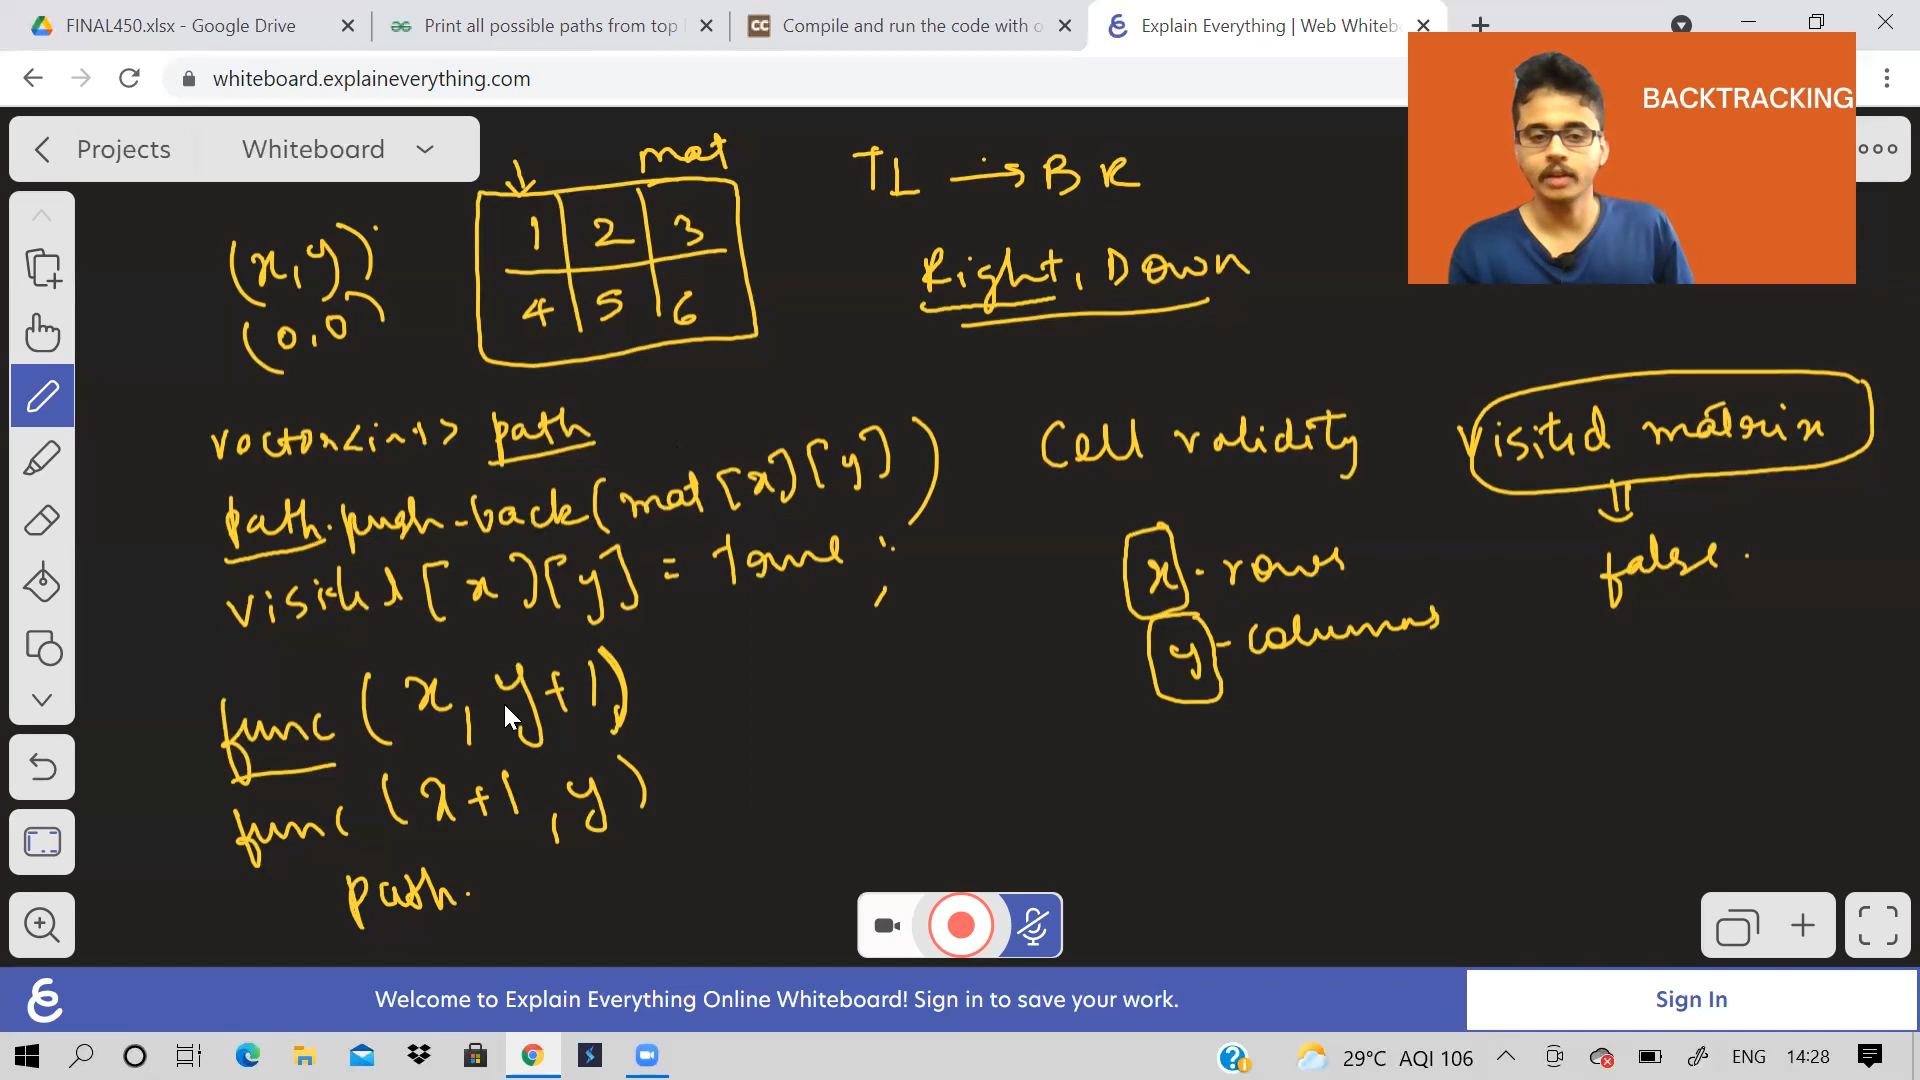 FINAL450.xlsx - Google Drive
Print all possible paths from top
Compile and run the code with o
Explain Everything | Web Whiteb
whiteboard.explaineverything.com
BACKTRACKING
Projects
Whiteboard
mat
TL → BR
(x,y)
(0,0)
1 2 3
4 5 6
Right, Down
vector<int> path
path.push-back(mat[x][y])
visited[x][y] = true;
func(x, y+1)
func(x+1, y)
path.
Cell validity
visited matrix
false.
x - rows
y - columns
Welcome to Explain Everything Online Whiteboard! Sign in to save your work.
Sign In
29°C AQI 106
ENG
14:28